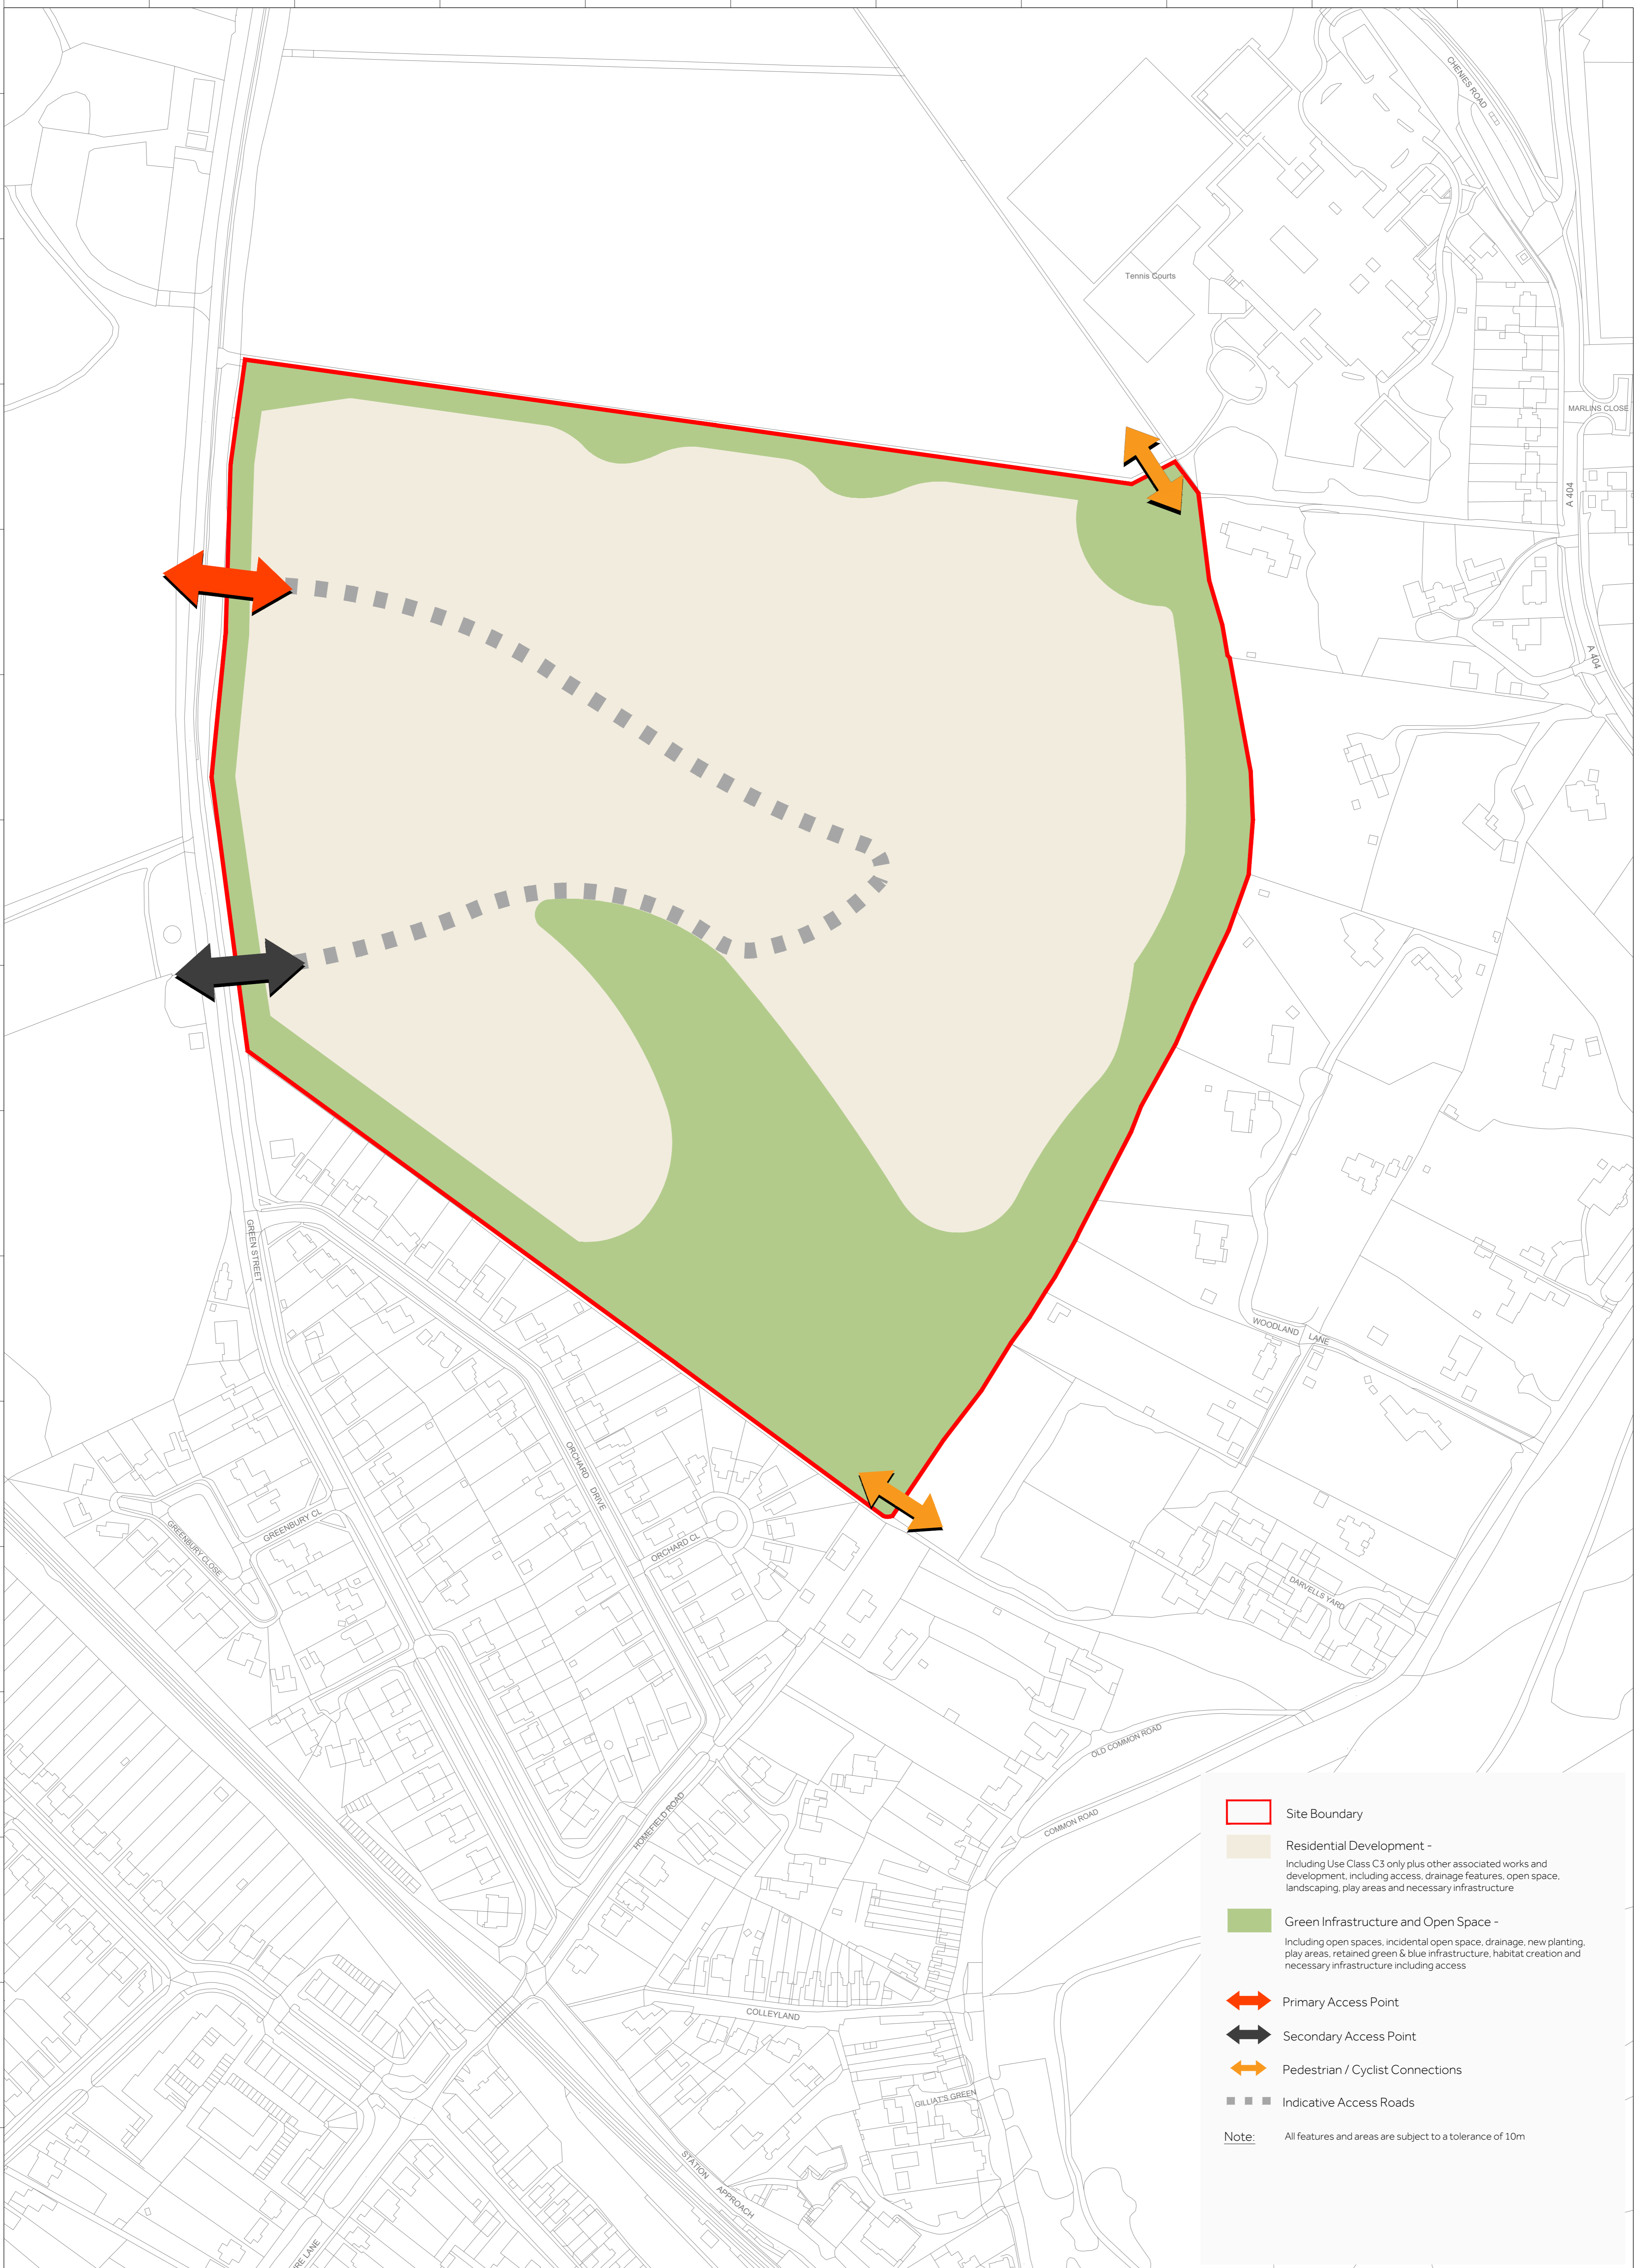 CHENIES ROAD
Tennis Courts
MARLINS CLOSE
A 404
A 404
GREEN STREET
WOODLAND LANE
ORCHARD DRIVE
GREENBURY CL
GREENBURY CLOSE
ORCHARD CL
DARVELLS YARD
OLD COMMON ROAD
COMMON ROAD
HOMEFIELD ROAD
COLLEYLAND
GILLIAT'S GREEN
STATION APPROACH
LANE
Site Boundary
Residential Development -
Including Use Class C3 only plus other associated works and
development, including access, drainage features, open space,
landscaping, play areas and necessary infrastructure
Green Infrastructure and Open Space -
Including open spaces, incidental open space, drainage, new planting,
play areas, retained green & blue infrastructure, habitat creation and
necessary infrastructure including access
Primary Access Point
Secondary Access Point
Pedestrian / Cyclist Connections
Indicative Access Roads
Note: All features and areas are subject to a tolerance of 10m